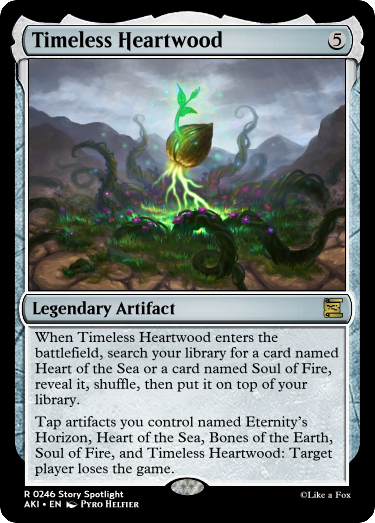 Timeless Heartwood 5
Legendary Artifact
When Timeless Heartwood enters the
battlefield, search your library for a card named
Heart of the Sea or a card named Soul of Fire,
reveal it, shuffle, then put it on top of your
library.
Tap artifacts you control named Eternity's
Horizon, Heart of the Sea, Bones of the Earth,
Soul of Fire, and Timeless Heartwood: Target
player loses the game.
R 0246 Story Spotlight
AKI • EN Pyro Helfier
©Like a Fox